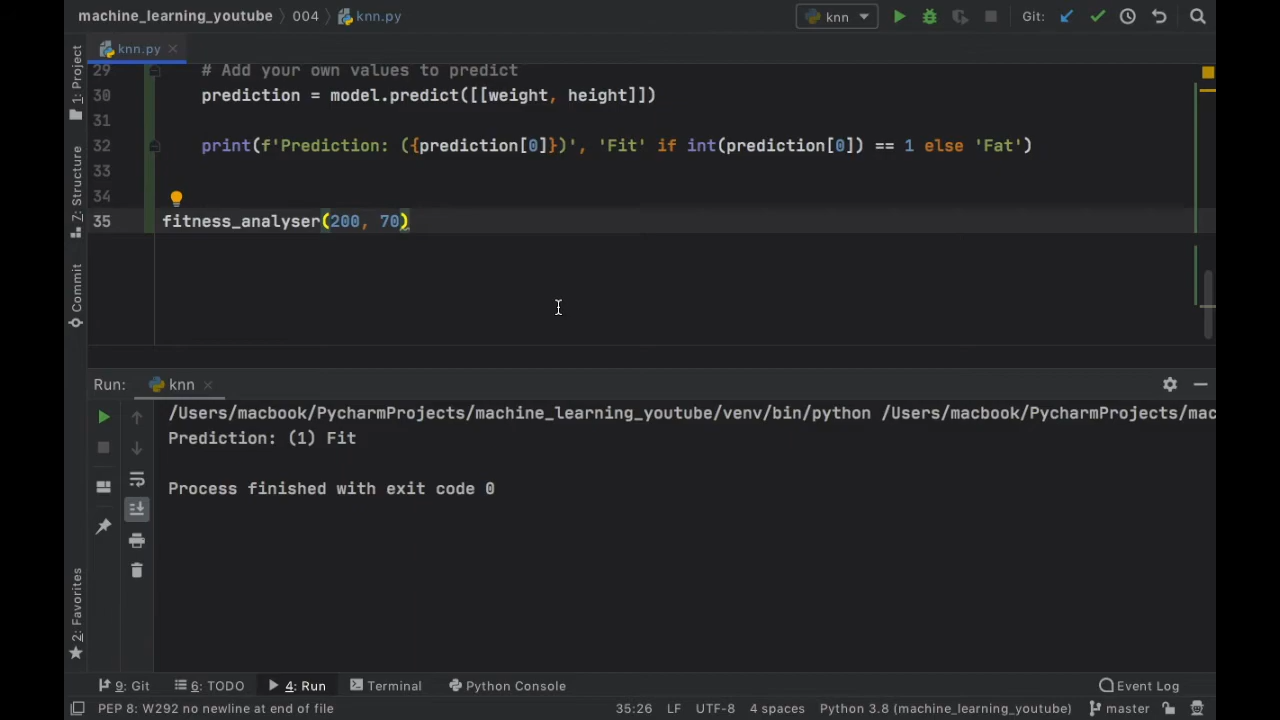 machine_learning_youtube 004 knn.py
knn
Git:
knn.py
1: Project
Z: Structure
Commit
2: Favorites
29 # Add your own values to predict
30 prediction = model.predict([[weight, height]])
31
32 print(f'Prediction: ({prediction[0]})', 'Fit' if int(prediction[0]) == 1 else 'Fat')
33
34
35 fitness_analyser(200, 70)
Run: knn
/Users/macbook/PycharmProjects/machine_learning_youtube/venv/bin/python /Users/macbook/PycharmProjects/mac
Prediction: (1) Fit
Process finished with exit code 0
9: Git 6: TODO 4: Run Terminal Python Console Event Log
PEP 8: W292 no newline at end of file 35:26 LF UTF-8 4 spaces Python 3.8 (machine_learning_youtube) master